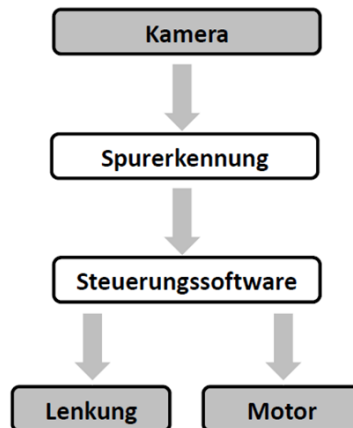 Kamera
Spurerkennung
Steuerungssoftware
Lenkung
Motor